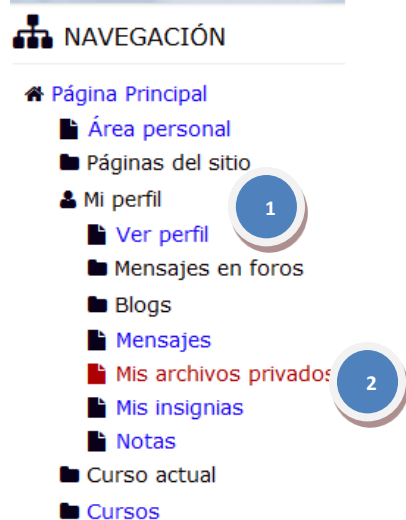 NAVEGACIÓN
Página Principal
Área personal
Páginas del sitio
Mi perfil
1
Ver perfil
Mensajes en foros
Blogs
Mensajes
Mis archivos privados
2
Mis insignias
Notas
Curso actual
Cursos